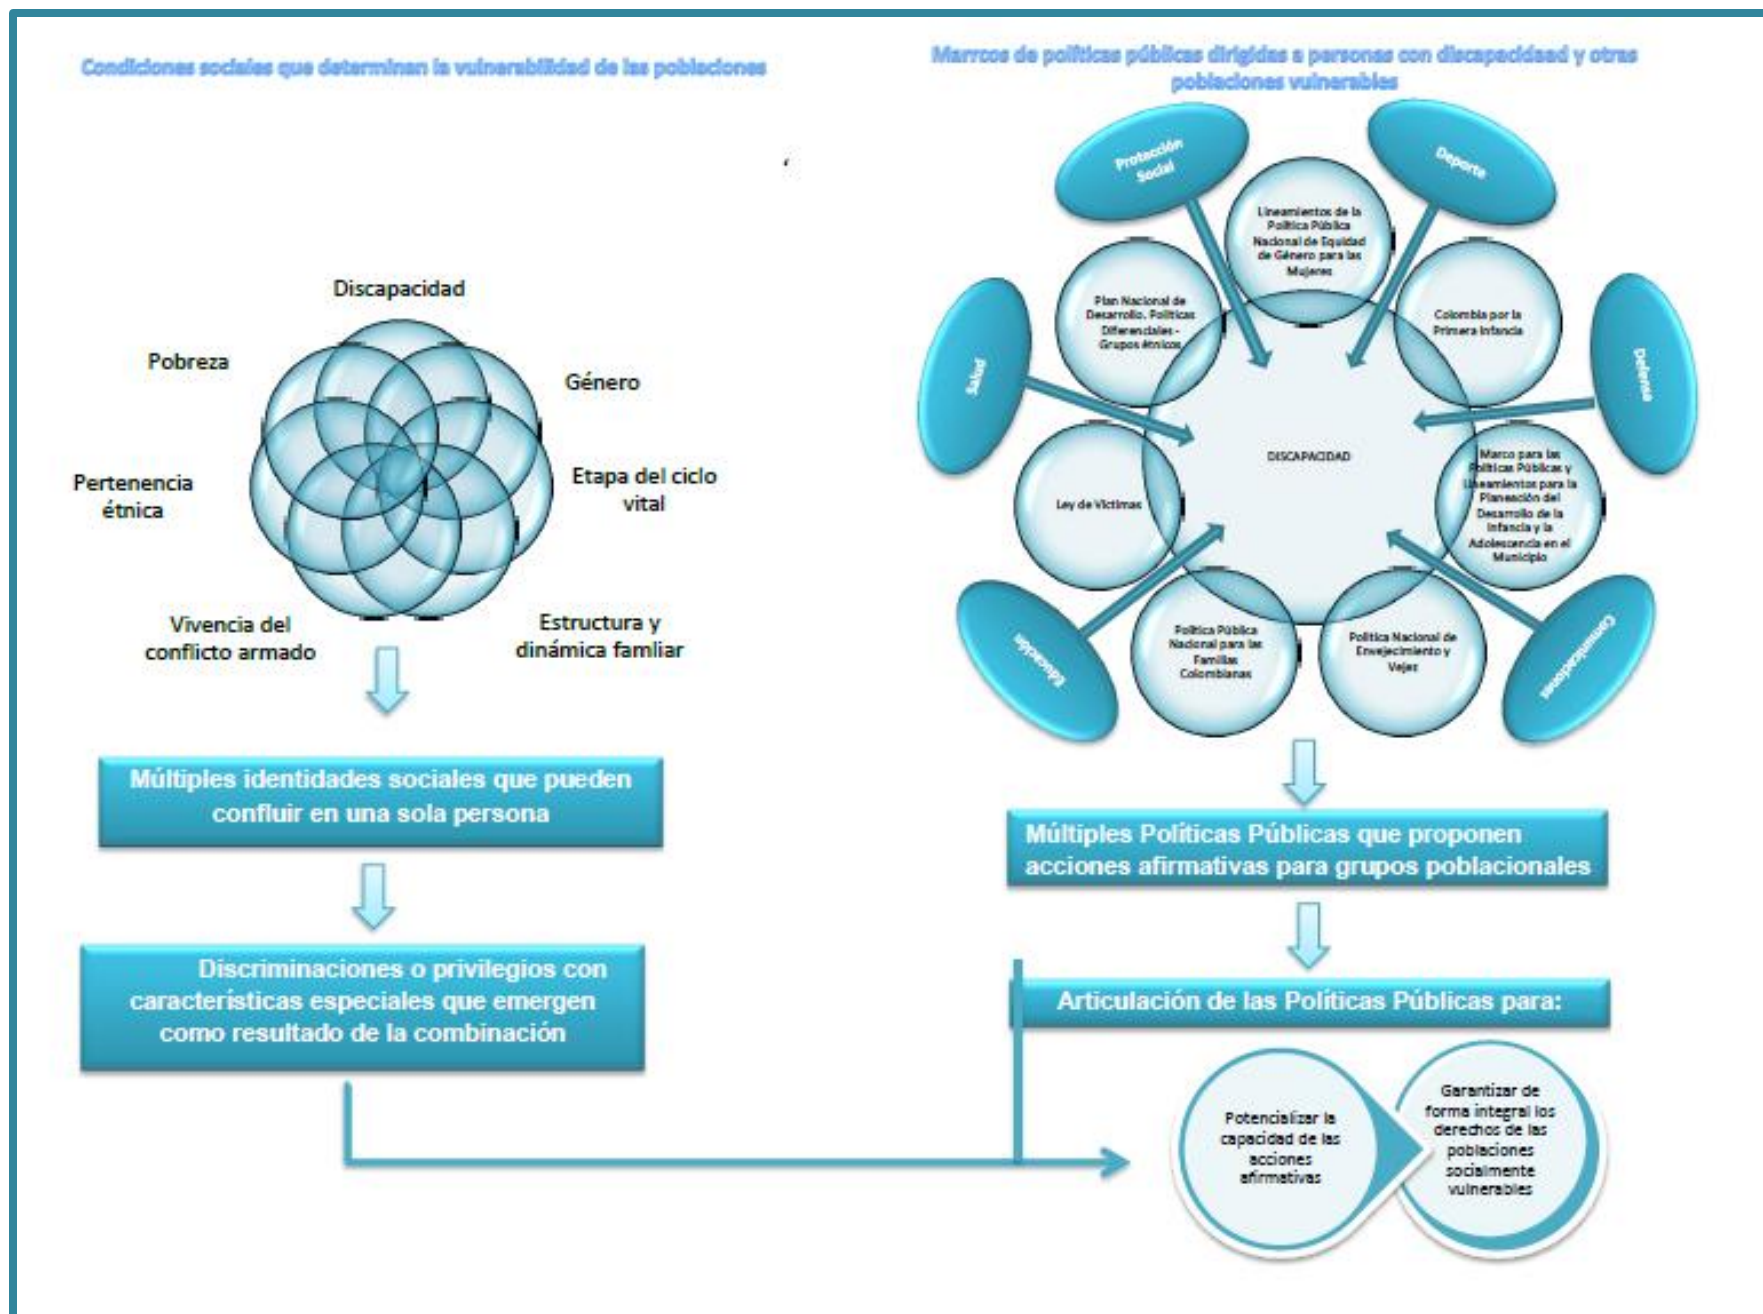 Condiciones sociales que determinan la vulnerabilidad de las poblaciones
Discapacidad
Pobreza
Género
Pertenencia
étnica
Etapa del ciclo
vital
Vivencia del
conflicto armado
Estructura y
dinámica famliar
Múltiples identidades sociales que pueden
confluir en una sola persona
Discriminaciones o privilegios con
características especiales que emergen
como resultado de la combinación
Marrcos de políticas públicas dirigidas a personas con discapacidaad y otras
poblaciones vulnerables
Protacción
Social
Deporte
Lineamientos de la
Política Pública
Nacional de Equidad
de Género para las
Mujeres
Plan Nacional de
Desarrollo. Políticas
Diferenciales -
Grupos étnicos
Colombia por la
Primera Infancia
Salud
Defensa
DISCAPACIDAD
Ley de Víctimas
Marco para las
Políticas Públicas y
Lineamientos para la
Planeación del
Desarrollo de la
Infancia y la
Adolescencia en el
Municipio
Educación
Política Pública
Nacional para las
Familias
Colombianas
Política Nacional de
Envejecimiento y
Vejez
Comunicaciones
Múltiples Políticas Públicas que proponen
acciones afirmativas para grupos poblacionales
Articulación de las Políticas Públicas para:
Potencializar la
capacidad de las
acciones
afirmativas
Garantizar de
forma integral los
derechos de las
poblaciones
socialmente
vulnerables